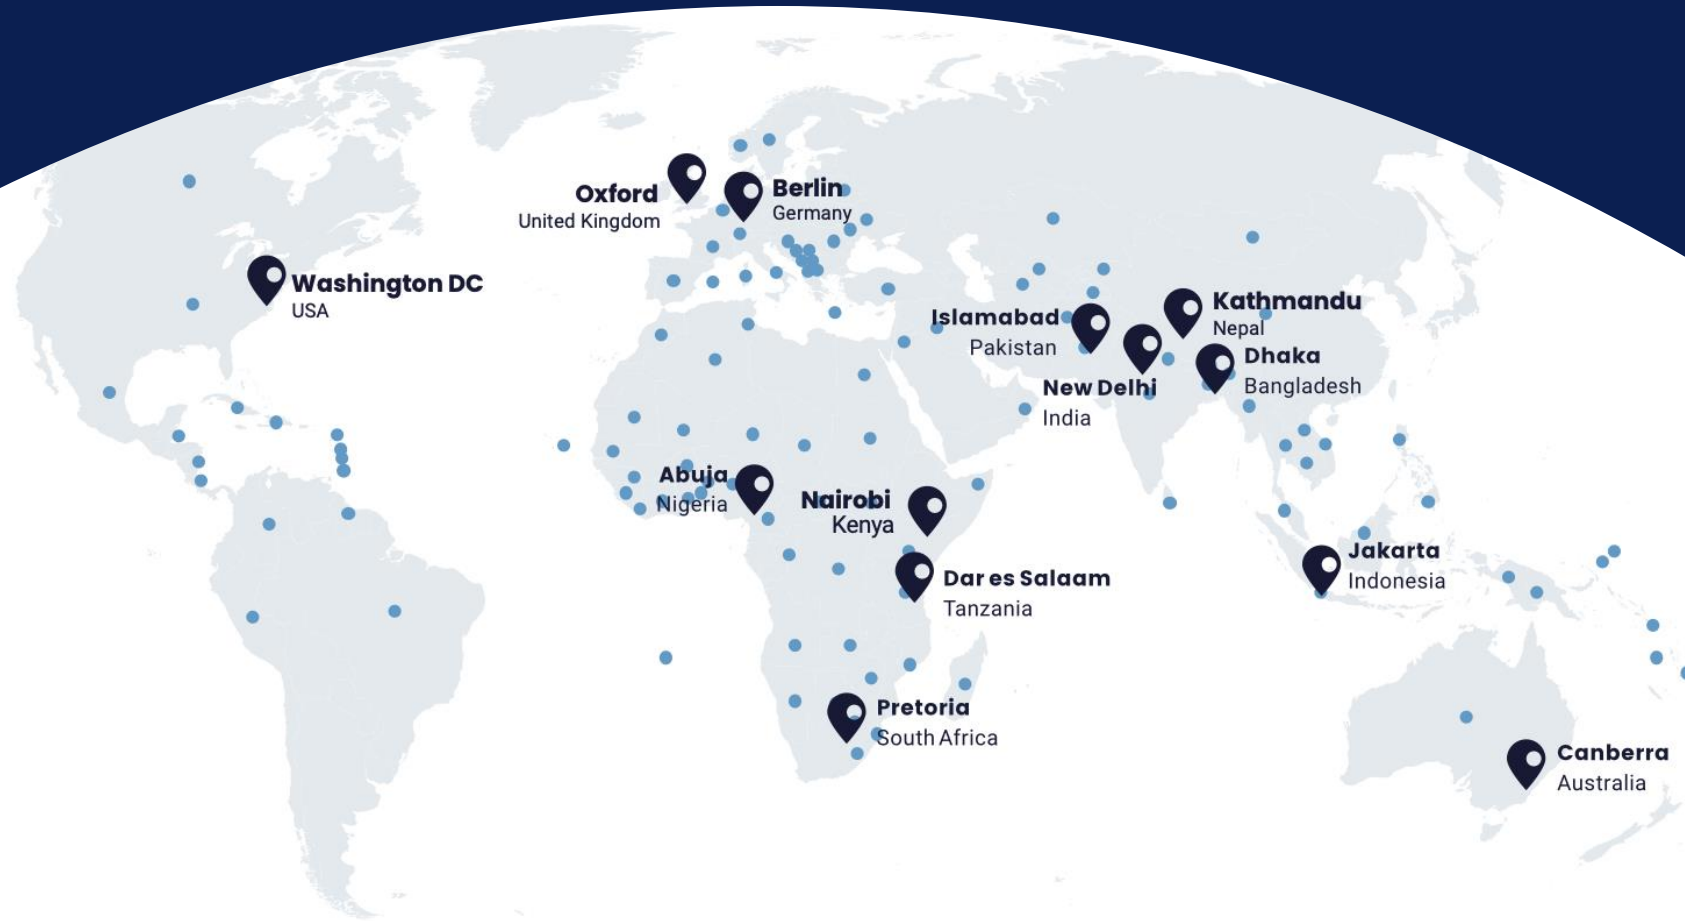 Oxford
United Kingdom
Berlin
Germany
Washington DC
USA
Islamabad
Pakistan
Kathmandu
Nepal
New Delhi
India
Dhaka
Bangladesh
Abuja
Nigeria
Nairobi
Kenya
Dar es Salaam
Tanzania
Jakarta
Indonesia
Pretoria
South Africa
Canberra
Australia